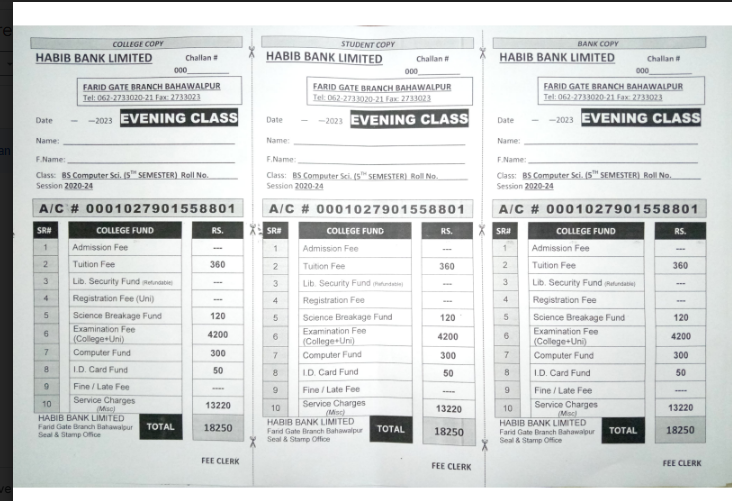 COLLEGE COPY
HABIB BANK LIMITED Challan #
000
FARID GATE BRANCH BAHAWALPUR
Tel: 062-2733020-21 Fax: 2733023
Date – –2023 EVENING CLASS
Name:
F.Name:
Class: BS Computer Sci. (5TH SEMESTER) Roll No.
Session 2020-24
A/C # 0001027901558801
SR# COLLEGE FUND RS.
1 Admission Fee ---
2 Tuition Fee 360
3 Lib. Security Fund (Refundable) ---
4 Registration Fee (Uni) ---
5 Science Breakage Fund 120
6 Examination Fee (College+Uni) 4200
7 Computer Fund 300
8 I.D. Card Fund 50
9 Fine / Late Fee ----
10 Service Charges (Misc) 13220
HABIB BANK LIMITED
Farid Gate Branch Bahawalpur
Seal & Stamp Office
TOTAL 18250
FEE CLERK
STUDENT COPY
HABIB BANK LIMITED Challan #
000
FARID GATE BRANCH BAHAWALPUR
Tel: 062-2733020-21 Fax: 2733023
Date – –2023 EVENING CLASS
Name:
F.Name:
Class: BS Computer Sci. (5TH SEMESTER) Roll No.
Session 2020-24
A/C # 0001027901558801
SR# COLLEGE FUND RS.
1 Admission Fee ---
2 Tuition Fee 360
3 Lib. Security Fund (Refundable) ---
4 Registration Fee ---
5 Science Breakage Fund 120
6 Examination Fee (College+Uni) 4200
7 Computer Fund 300
8 I.D. Card Fund 50
9 Fine / Late Fee ----
10 Service Charges (Misc) 13220
HABIB BANK LIMITED
Farid Gate Branch Bahawalpur
Seal & Stamp Office
TOTAL 18250
FEE CLERK
BANK COPY
HABIB BANK LIMITED Challan #
000
FARID GATE BRANCH BAHAWALPUR
Tel: 062-2733020-21 Fax: 2733023
Date – –2023 EVENING CLASS
Name:
F.Name:
Class: BS Computer Sci. (5TH SEMESTER) Roll No.
Session 2020-24
A/C # 0001027901558801
SR# COLLEGE FUND RS.
1 Admission Fee ---
2 Tuition Fee 360
3 Lib. Security Fund (Refundable) ---
4 Registration Fee (Uni) ---
5 Science Breakage Fund 120
6 Examination Fee (College+Uni) 4200
7 Computer Fund 300
8 I.D. Card Fund 50
9 Fine / Late Fee ----
10 Service Charges (Misc) 13220
HABIB BANK LIMITED
Farid Gate Branch Bahawalpur
Seal & Stamp Office
TOTAL 18250
FEE CLERK